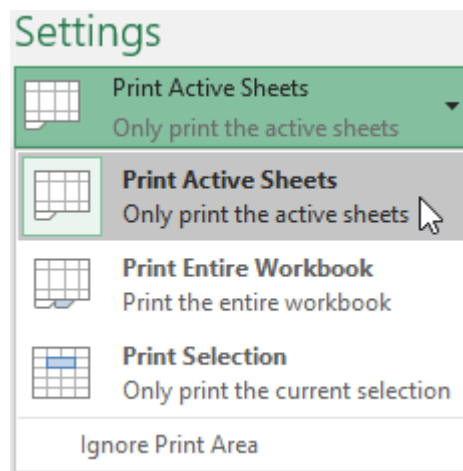 Settings
Print Active Sheets
Only print the active sheets
Print Active Sheets
Only print the active sheets
Print Entire Workbook
Print the entire workbook
Print Selection
Only print the current selection
Ignore Print Area